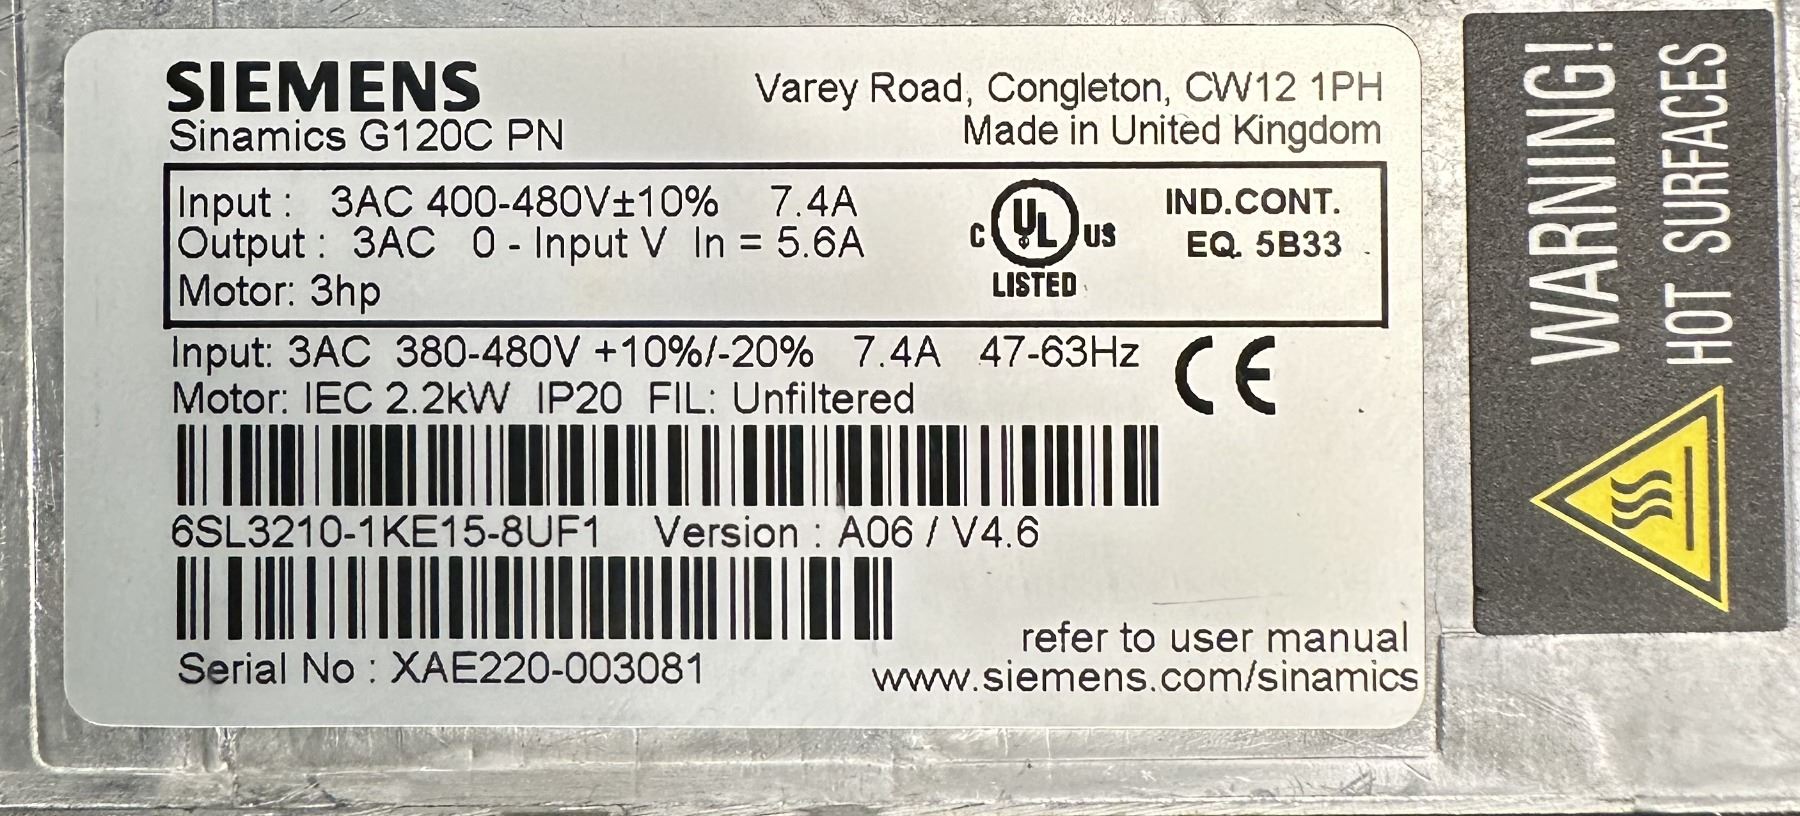 SIEMENS
Sinamics G120C PN
Varey Road, Congleton, CW12 1PH
Made in United Kingdom
Input : 3AC 400-480V±10% 7.4A
Output : 3AC 0 - Input V In = 5.6A
Motor: 3hp
C UL US
LISTED
IND.CONT.
EQ. 5B33
Input: 3AC 380-480V +10%/-20% 7.4A 47-63Hz
Motor: IEC 2.2kW IP20 FIL: Unfiltered
CE
6SL3210-1KE15-8UF1 Version : A06 / V4.6
Serial No : XAE220-003081
refer to user manual
www.siemens.com/sinamics
WARNING!
HOT SURFACES